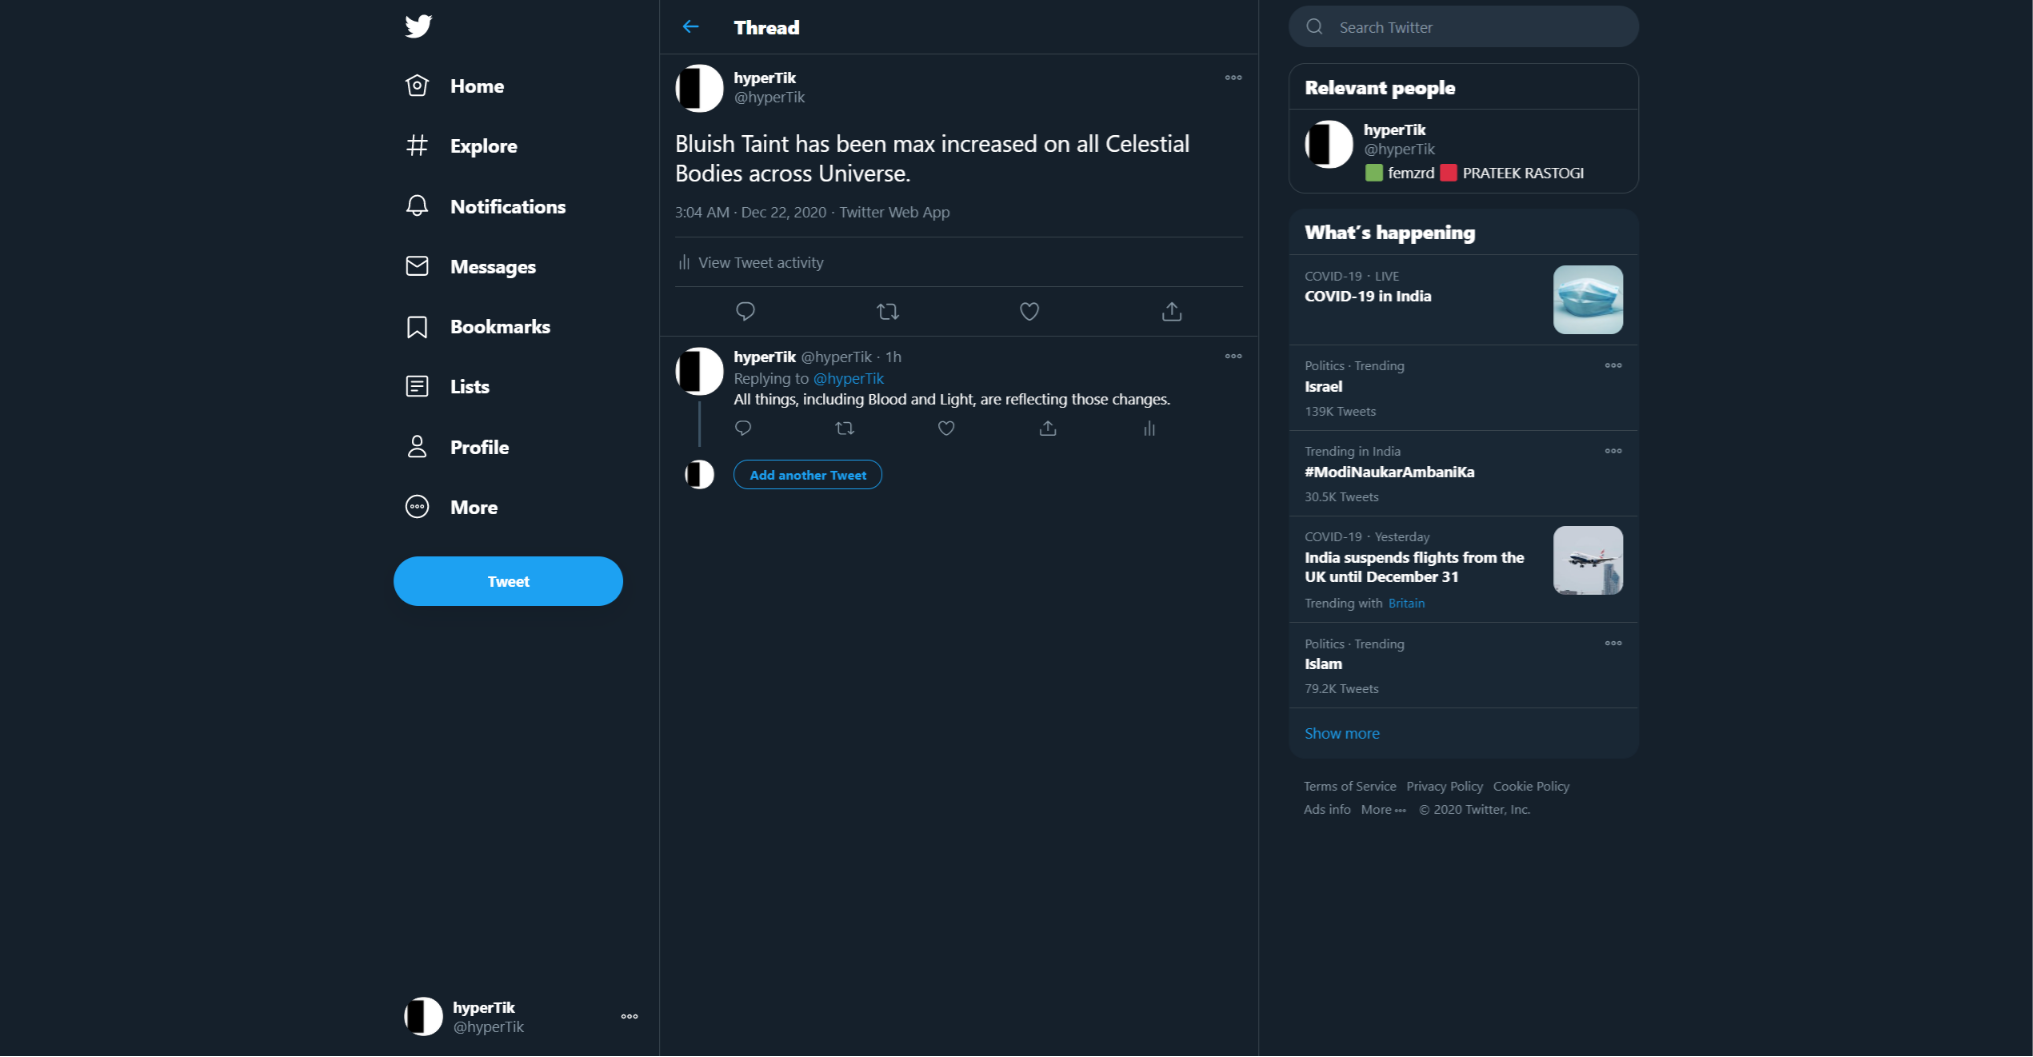 Home
Explore
Notifications
Messages
Bookmarks
Lists
Profile
More
Tweet
hyperTik
@hyperTik
Thread
hyperTik
@hyperTik
Bluish Taint has been max increased on all Celestial
Bodies across Universe.
3:04 AM · Dec 22, 2020 · Twitter Web App
View Tweet activity
hyperTik @hyperTik · 1h
Replying to @hyperTik
All things, including Blood and Light, are reflecting those changes.
Add another Tweet
Search Twitter
Relevant people
hyperTik
@hyperTik
femzrd PRATEEK RASTOGI
What's happening
COVID-19 · LIVE
COVID-19 in India
Politics · Trending
Israel
139K Tweets
Trending in India
#ModiNaukarAmbaniKa
30.5K Tweets
COVID-19 · Yesterday
India suspends flights from the
UK until December 31
Trending with Britain
Politics · Trending
Islam
79.2K Tweets
Show more
Terms of Service Privacy Policy Cookie Policy
Ads info More ··· © 2020 Twitter, Inc.